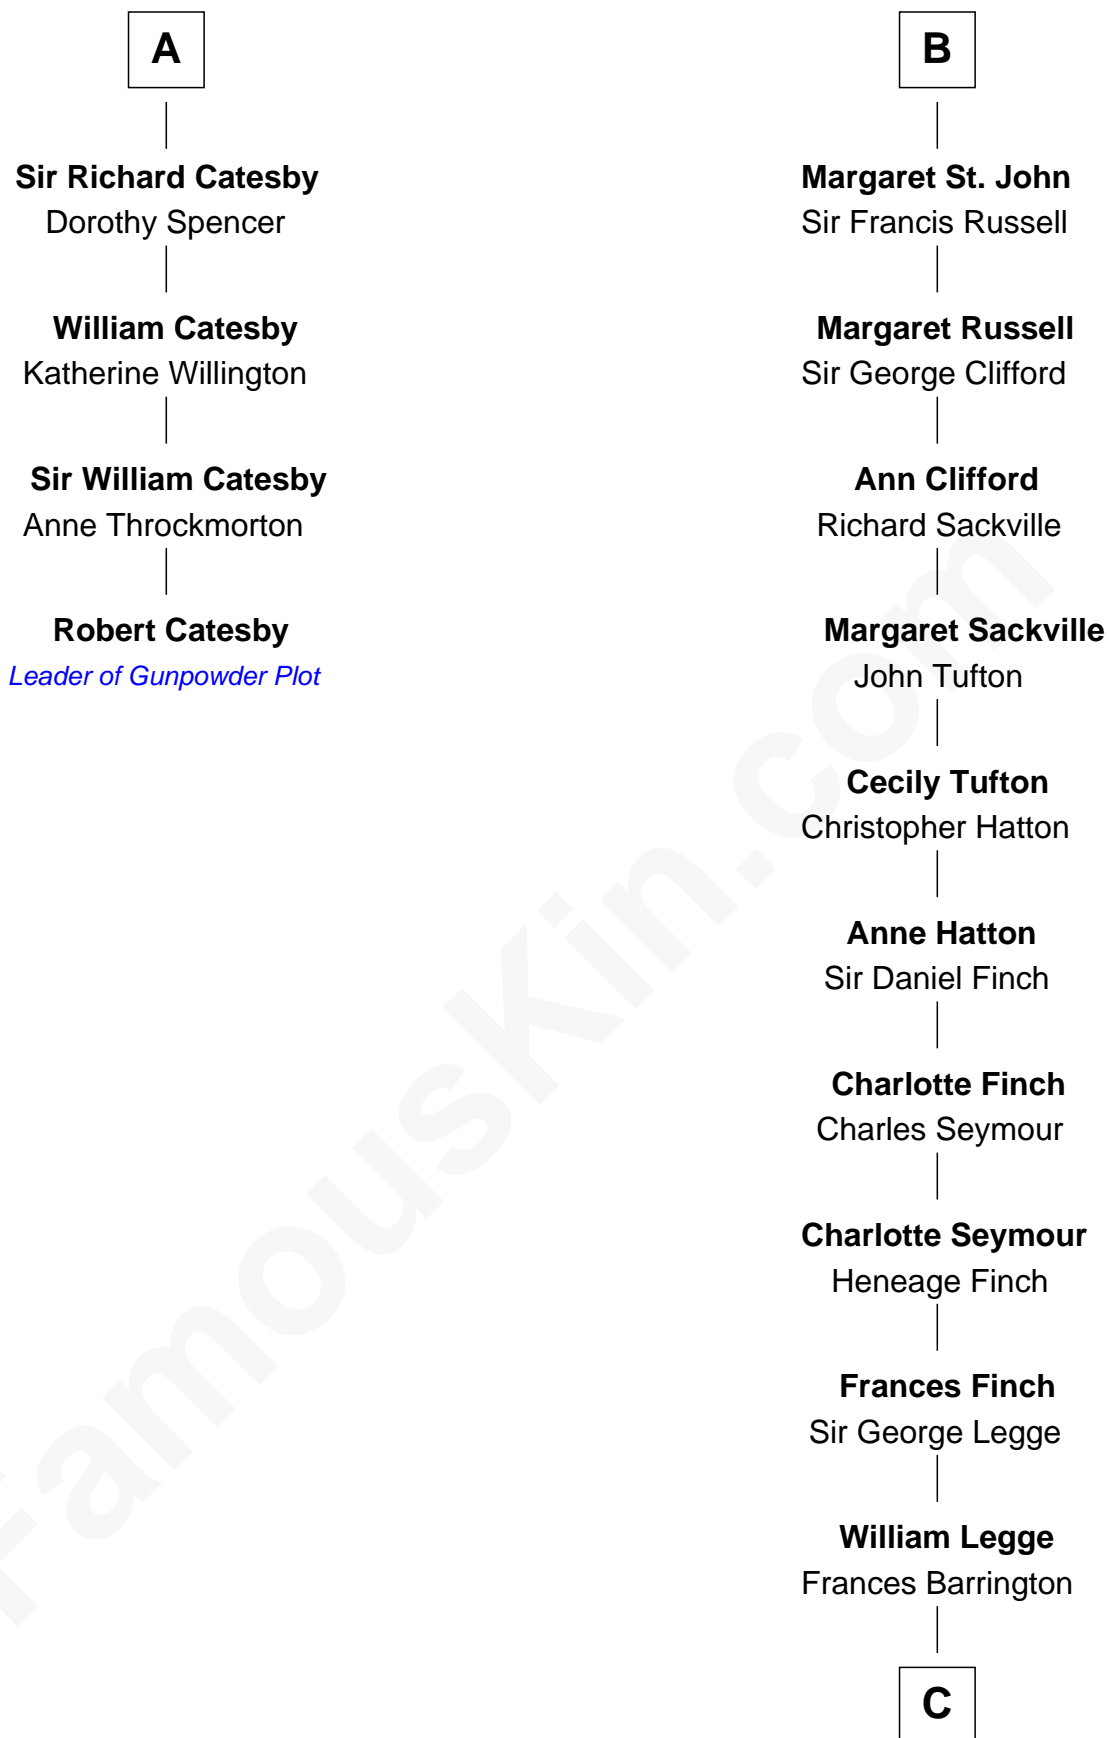 A
Sir Richard Catesby
Dorothy Spencer
William Catesby
Katherine Willington
Sir William Catesby
Anne Throckmorton
Robert Catesby
Leader of Gunpowder Plot
B
Margaret St. John
Sir Francis Russell
Margaret Russell
Sir George Clifford
Ann Clifford
Richard Sackville
Margaret Sackville
John Tufton
Cecily Tufton
Christopher Hatton
Anne Hatton
Sir Daniel Finch
Charlotte Finch
Charles Seymour
Charlotte Seymour
Heneage Finch
Frances Finch
Sir George Legge
William Legge
Frances Barrington
C
FamousKin.com